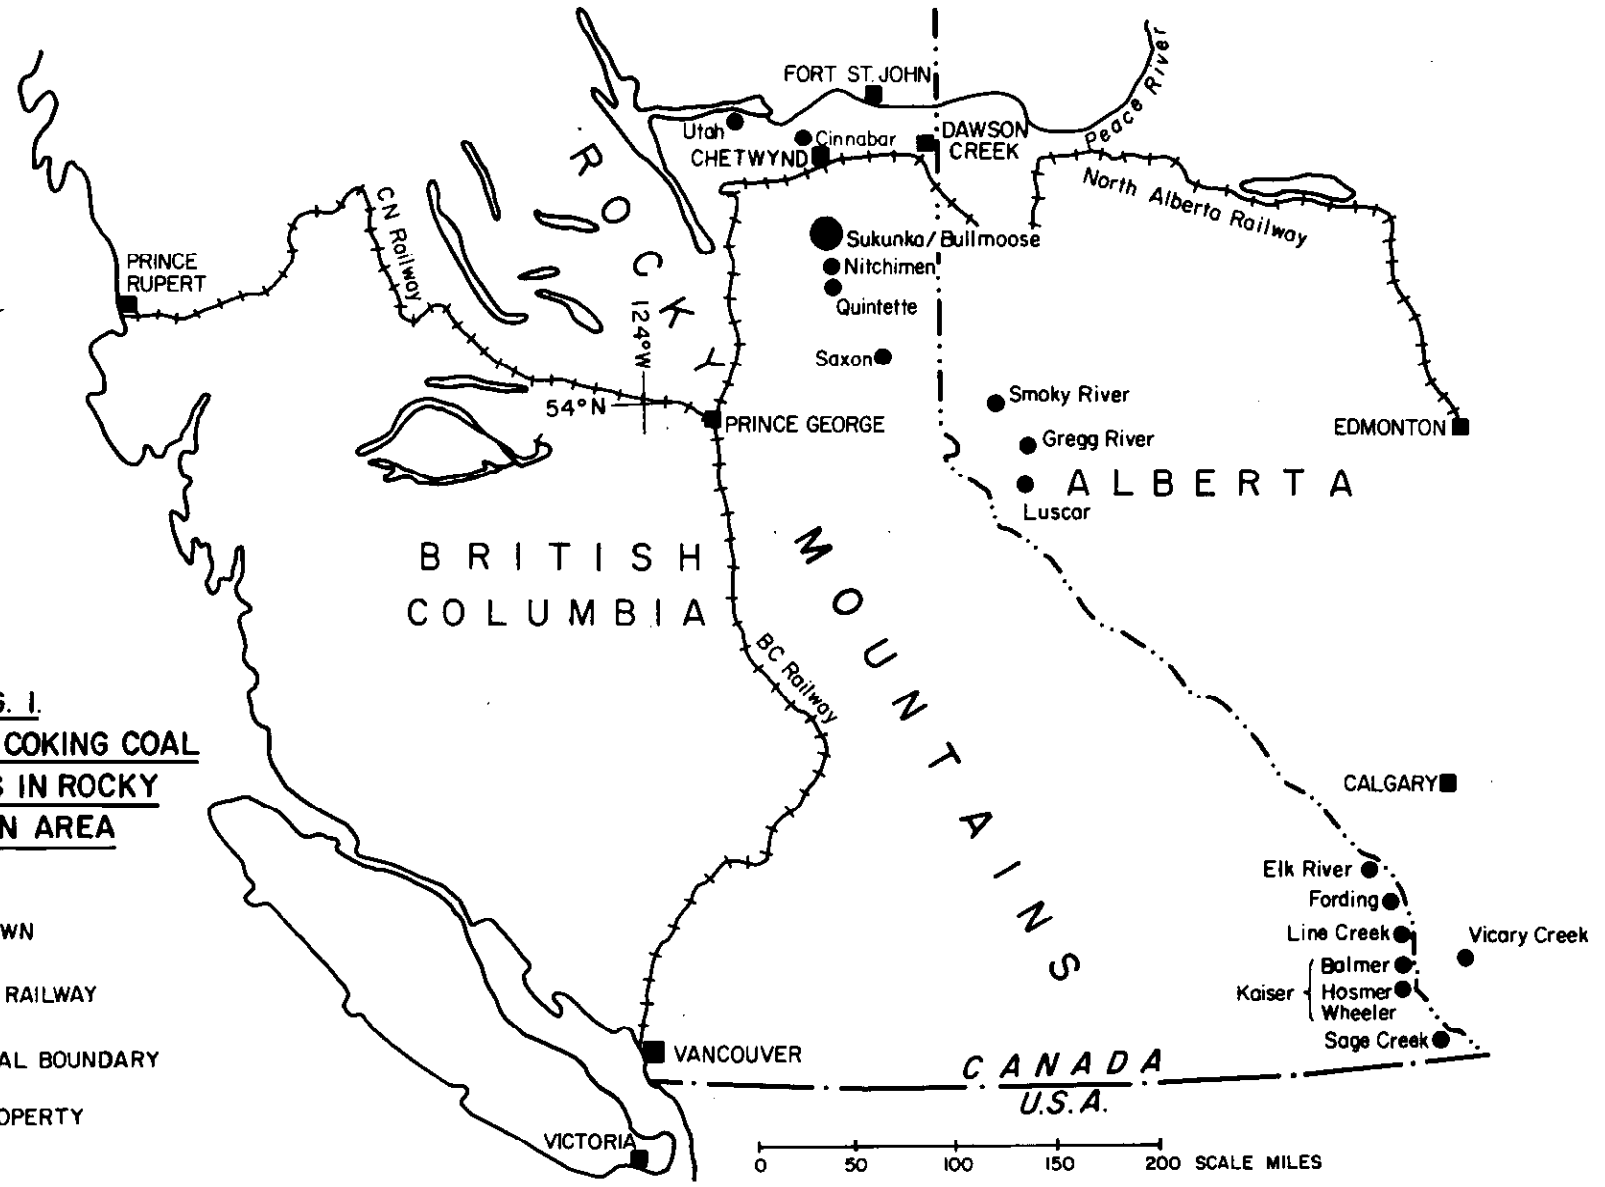 FORT ST. JOHN
Peace River
Utah
Cinnabar
DAWSON
CREEK
CHETWYND
North Alberta Railway
CN Railway
ROCKY
Sukunka/Bullmoose
Nitchimen
Quintette
PRINCE
RUPERT
124°W
Saxon
54°N
Smoky River
PRINCE GEORGE
Gregg River
EDMONTON
ALBERTA
Luscar
BRITISH
COLUMBIA
MOUNTAINS
BC Railway
1.
COKING COAL
IN ROCKY
AREA
CALGARY
Elk River
Fording
Line Creek
Vicary Creek
Balmer
Kaiser
Hosmer
Wheeler
Sage Creek
RAILWAY
VANCOUVER
CANADA
U.S.A.
BOUNDARY
VICTORIA
0 50 100 150 200 SCALE MILES